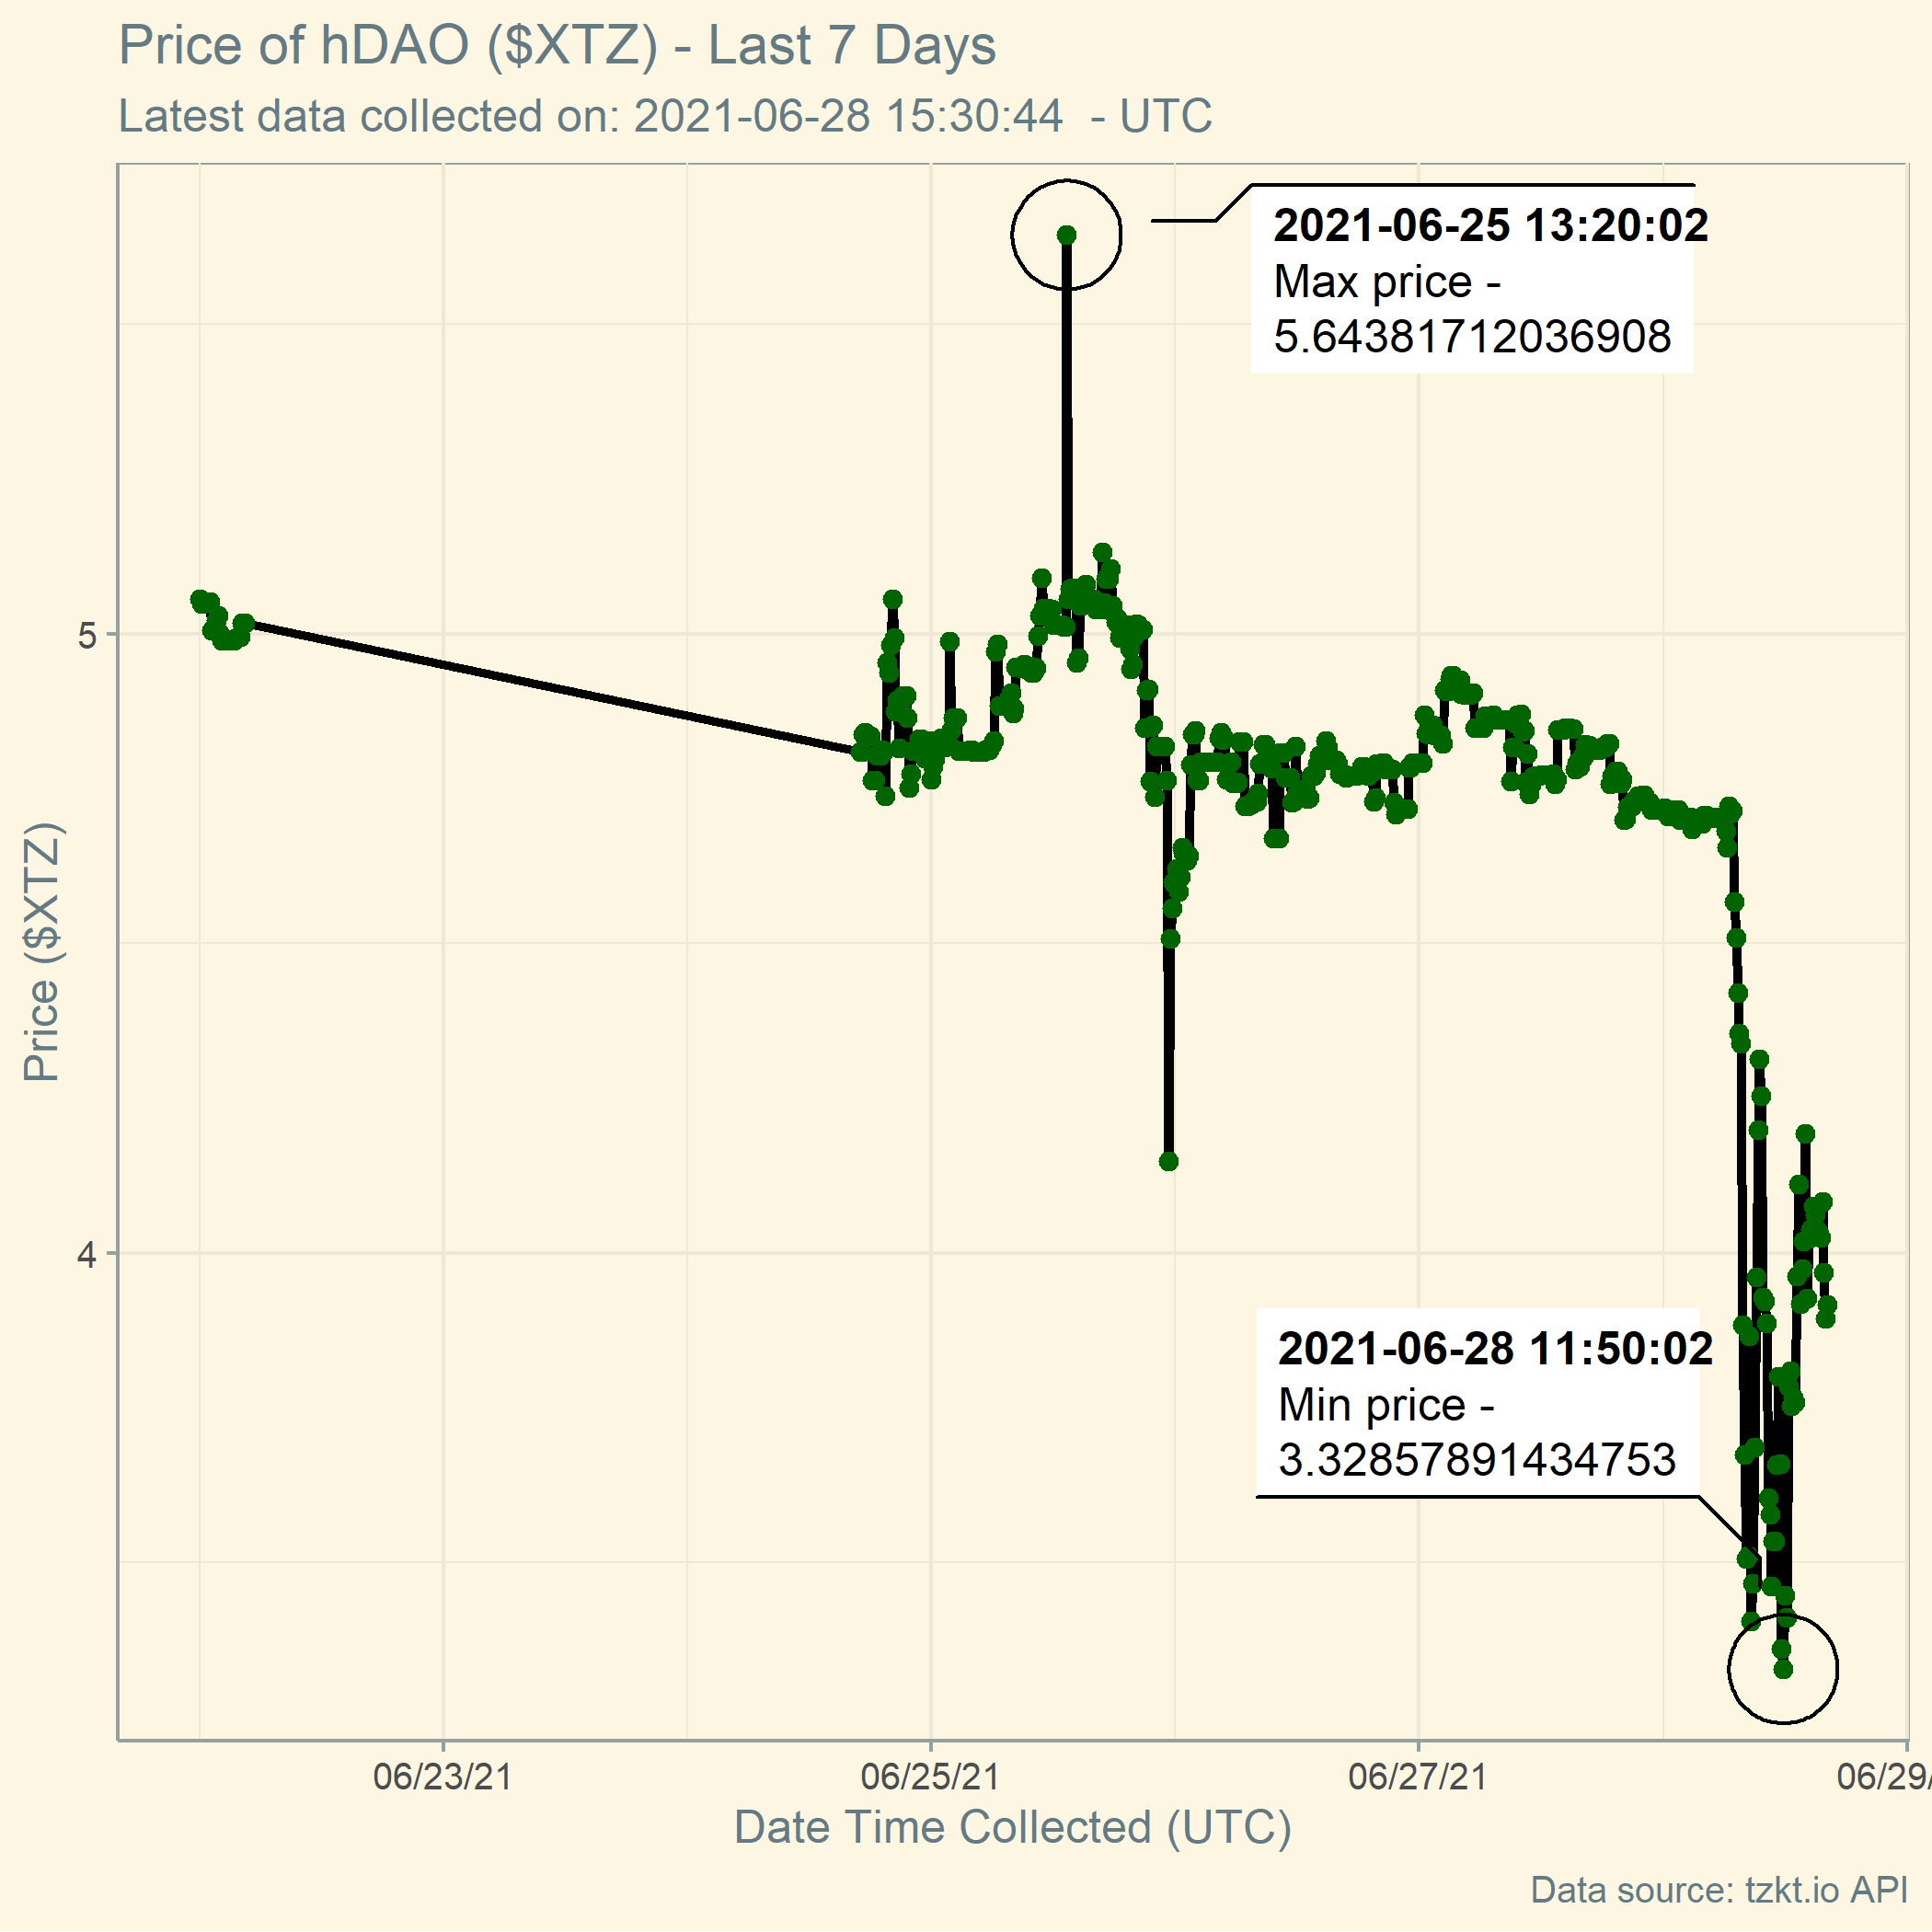 Price of hDAO ($XTZ) - Last 7 Days
Latest data collected on: 2021-06-28 15:30:44  - UTC
2021-06-25 13:20:02
Max price -
5.64381712036908
5
Price ($XTZ)
4
2021-06-28 11:50:02
Min price -
3.32857891434753
06/23/21
06/25/21
06/27/21
06/29/
Date Time Collected (UTC)
Data source: tzkt.io API